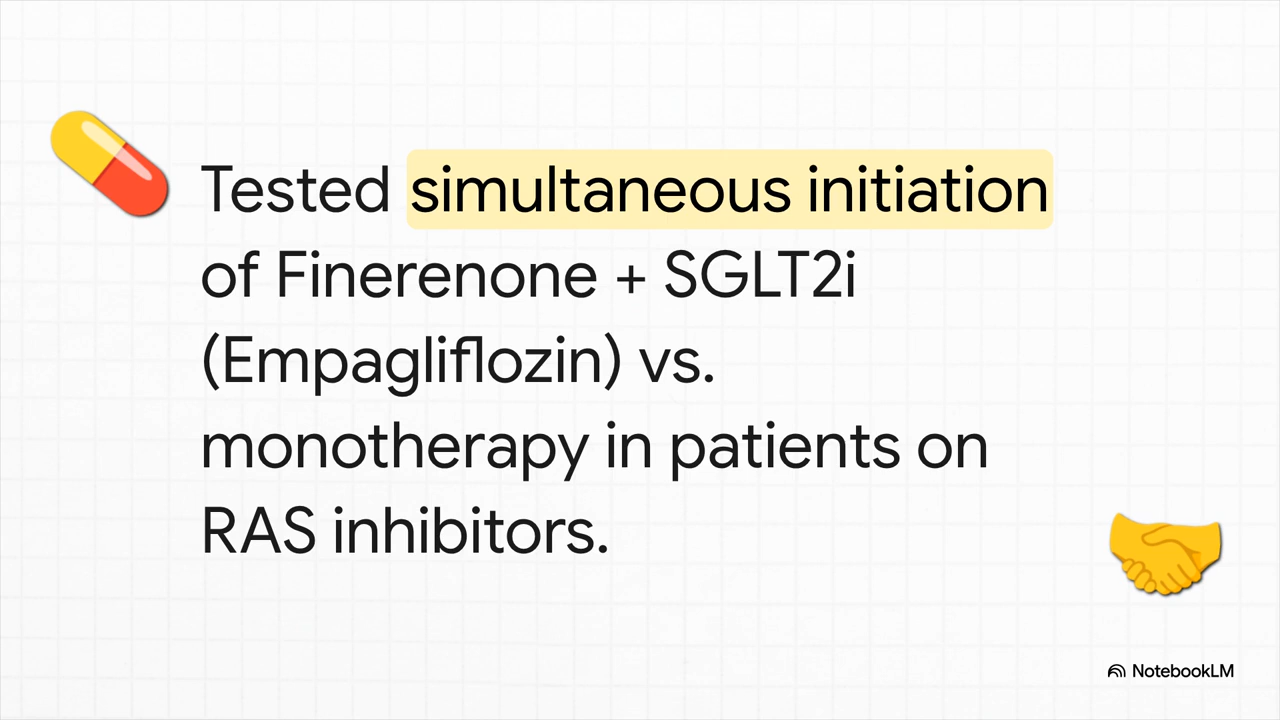 Tested simultaneous initiation
of Finerenone + SGLT2i
(Empagliflozin) vs.
monotherapy in patients on
RAS inhibitors.
NotebookLM